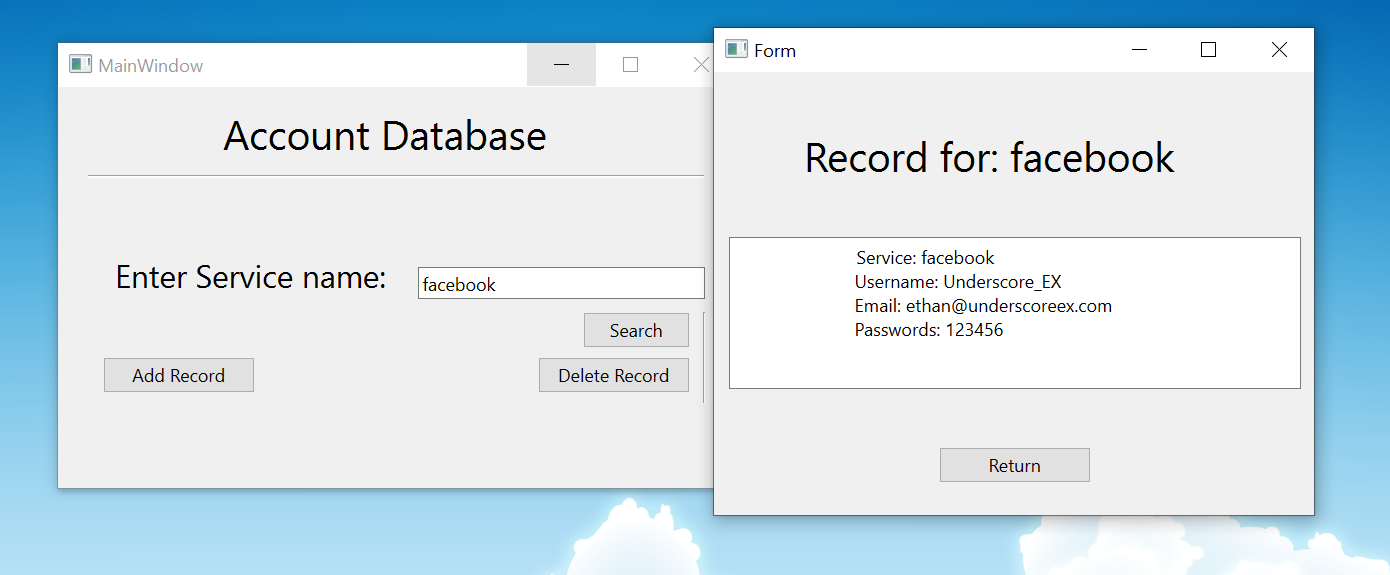 MainWindow
Account Database
Enter Service name:
facebook
Search
Add Record
Delete Record
Form
Record for: facebook
Service: facebook
Username: Underscore_EX
Email: ethan@underscoreex.com
Passwords: 123456
Return